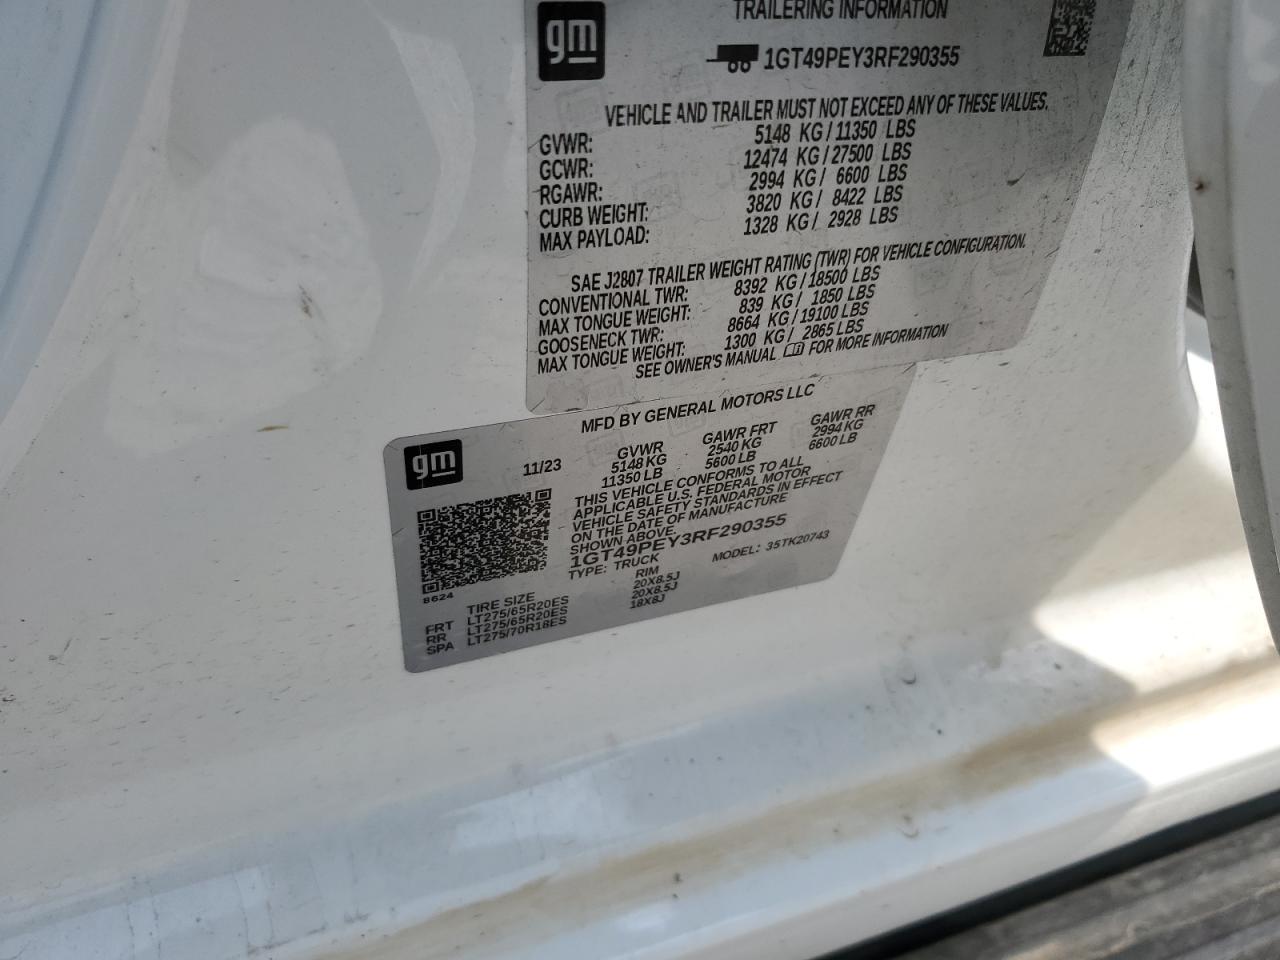 gm
TRAILERING INFORMATION
1GT49PEY3RF290355
VEHICLE AND TRAILER MUST NOT EXCEED ANY OF THESE VALUES.
GVWR: 5148 KG/11350 LBS
GCWR: 12474 KG/27500 LBS
RGAWR: 2994 KG/ 6600 LBS
CURB WEIGHT: 3820 KG/ 8422 LBS
MAX PAYLOAD: 1328 KG/ 2928 LBS
SAE J2807 TRAILER WEIGHT RATING (TWR) FOR VEHICLE CONFIGURATION.
CONVENTIONAL TWR: 8392 KG/18500 LBS
MAX TONGUE WEIGHT: 839 KG/ 1850 LBS
GOOSENECK TWR: 8664 KG/19100 LBS
MAX TONGUE WEIGHT: 1300 KG/ 2865 LBS
SEE OWNER'S MANUAL FOR MORE INFORMATION
MFD BY GENERAL MOTORS LLC
gm
11/23 GVWR GAWR FRT GAWR RR
5148 KG 2540 KG 2994 KG
11350 LB 5600 LB 6600 LB
THIS VEHICLE CONFORMS TO ALL
APPLICABLE U.S. FEDERAL MOTOR
VEHICLE SAFETY STANDARDS IN EFFECT
ON THE DATE OF MANUFACTURE
SHOWN ABOVE.
1GT49PEY3RF290355
TYPE: TRUCK MODEL: 35TK20743
8624
TIRE SIZE RIM
FRT LT275/65R20ES 20X8.5J
RR LT275/65R20ES 20X8.5J
SPA LT275/70R18ES 18X8J